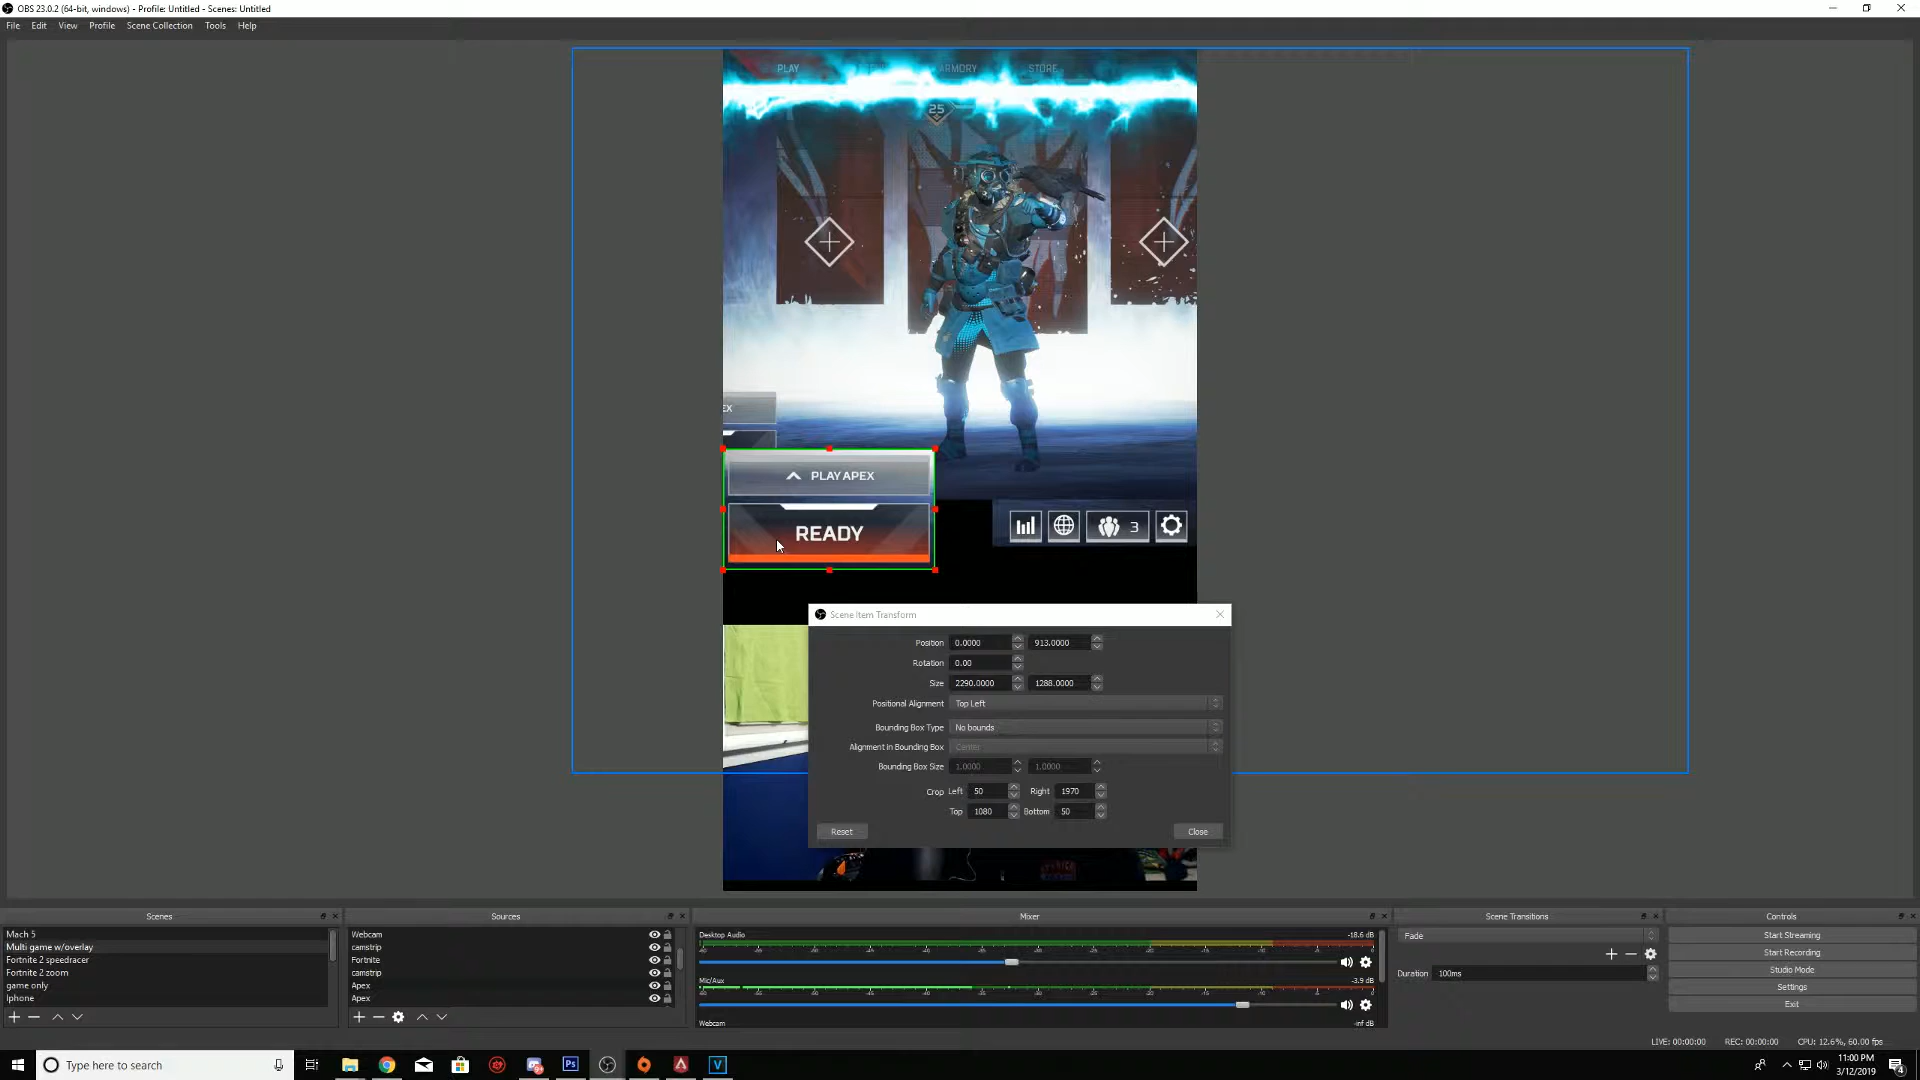 OBS 23.0.2 (64-bit, windows) - Profile: Untitled - Scenes: Untitled
File Edit View Profile Scene Collection Tools Help
PLAY ARMORY STORE
25
EX
PLAY APEX
READY
3
Scene Item Transform
Position 0.0000 913.0000
Rotation 0.00
Size 2290.0000 1288.0000
Positional Alignment Top Left
Bounding Box Type No bounds
Alignment in Bounding Box Center
Bounding Box Size 1.0000 1.0000
Crop Left 50 Right 1970
Top 1080 Bottom 50
Reset Close
Scenes
Mach 5
Multi game w/overlay
Fortnite 2 speedracer
Fortnite 2 zoom
game only
Iphone
Sources
Webcam
camstrip
Fortnite
camstrip
Apex
Apex
Mixer
Desktop Audio -18.6 dB
Mic/Aux -3.9 dB
Webcam -inf dB
Scene Transitions
Fade
Duration 100ms
Controls
Start Streaming
Start Recording
Studio Mode
Settings
Exit
LIVE: 00:00:00 REC: 00:00:00 CPU: 12.6%, 60.00 fps
Type here to search
Ps
V
11:00 PM
3/12/2019
4